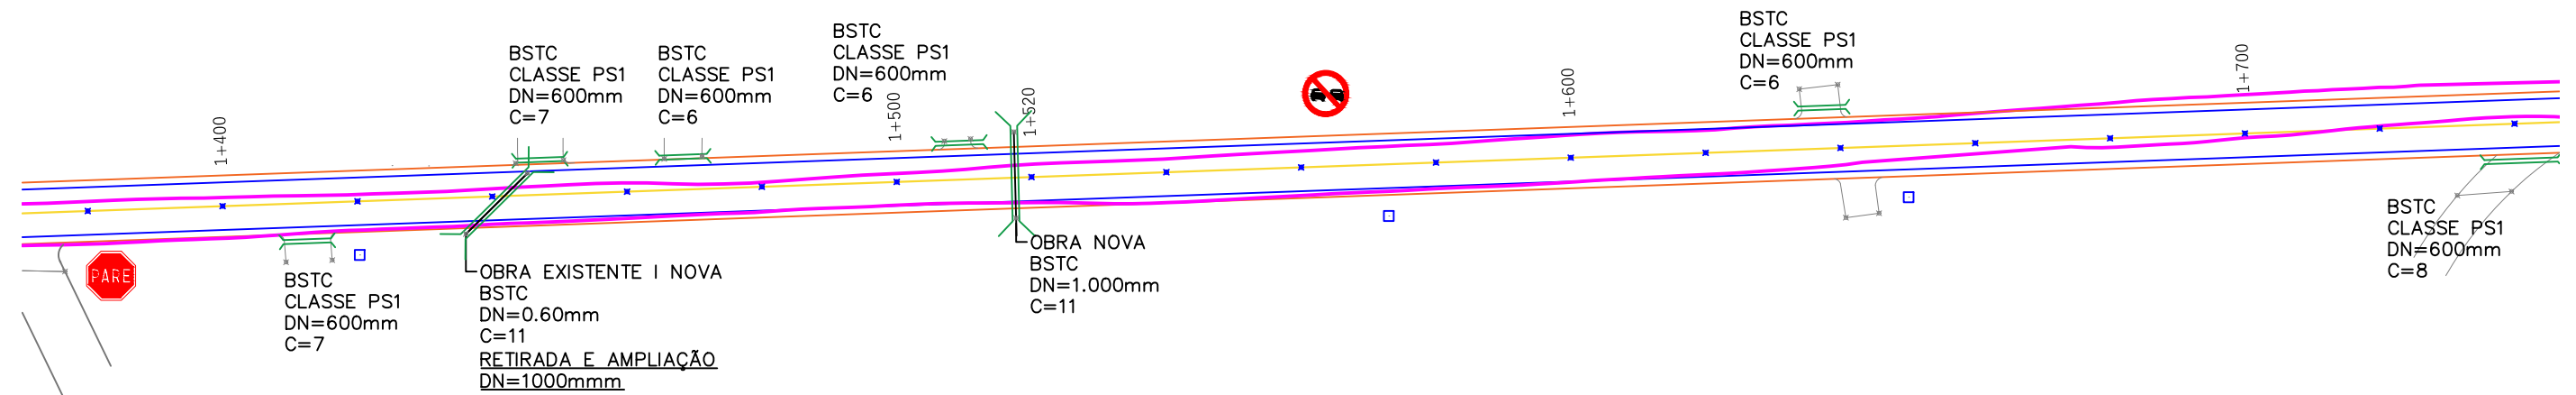 1+400
BSTC
CLASSE PS1
DN=600mm
C=7
BSTC
CLASSE PS1
DN=600mm
C=6
BSTC
CLASSE PS1
DN=600mm
C=6
1+500
1+520
1+600
BSTC
CLASSE PS1
DN=600mm
C=6
1+700
PARE
BSTC
CLASSE PS1
DN=600mm
C=7
OBRA EXISTENTE I NOVA
BSTC
DN=0.60mm
C=11
RETIRADA E AMPLIAÇÃO
DN=1000mmm
OBRA NOVA
BSTC
DN=1.000mm
C=11
BSTC
CLASSE PS1
DN=600mm
C=8